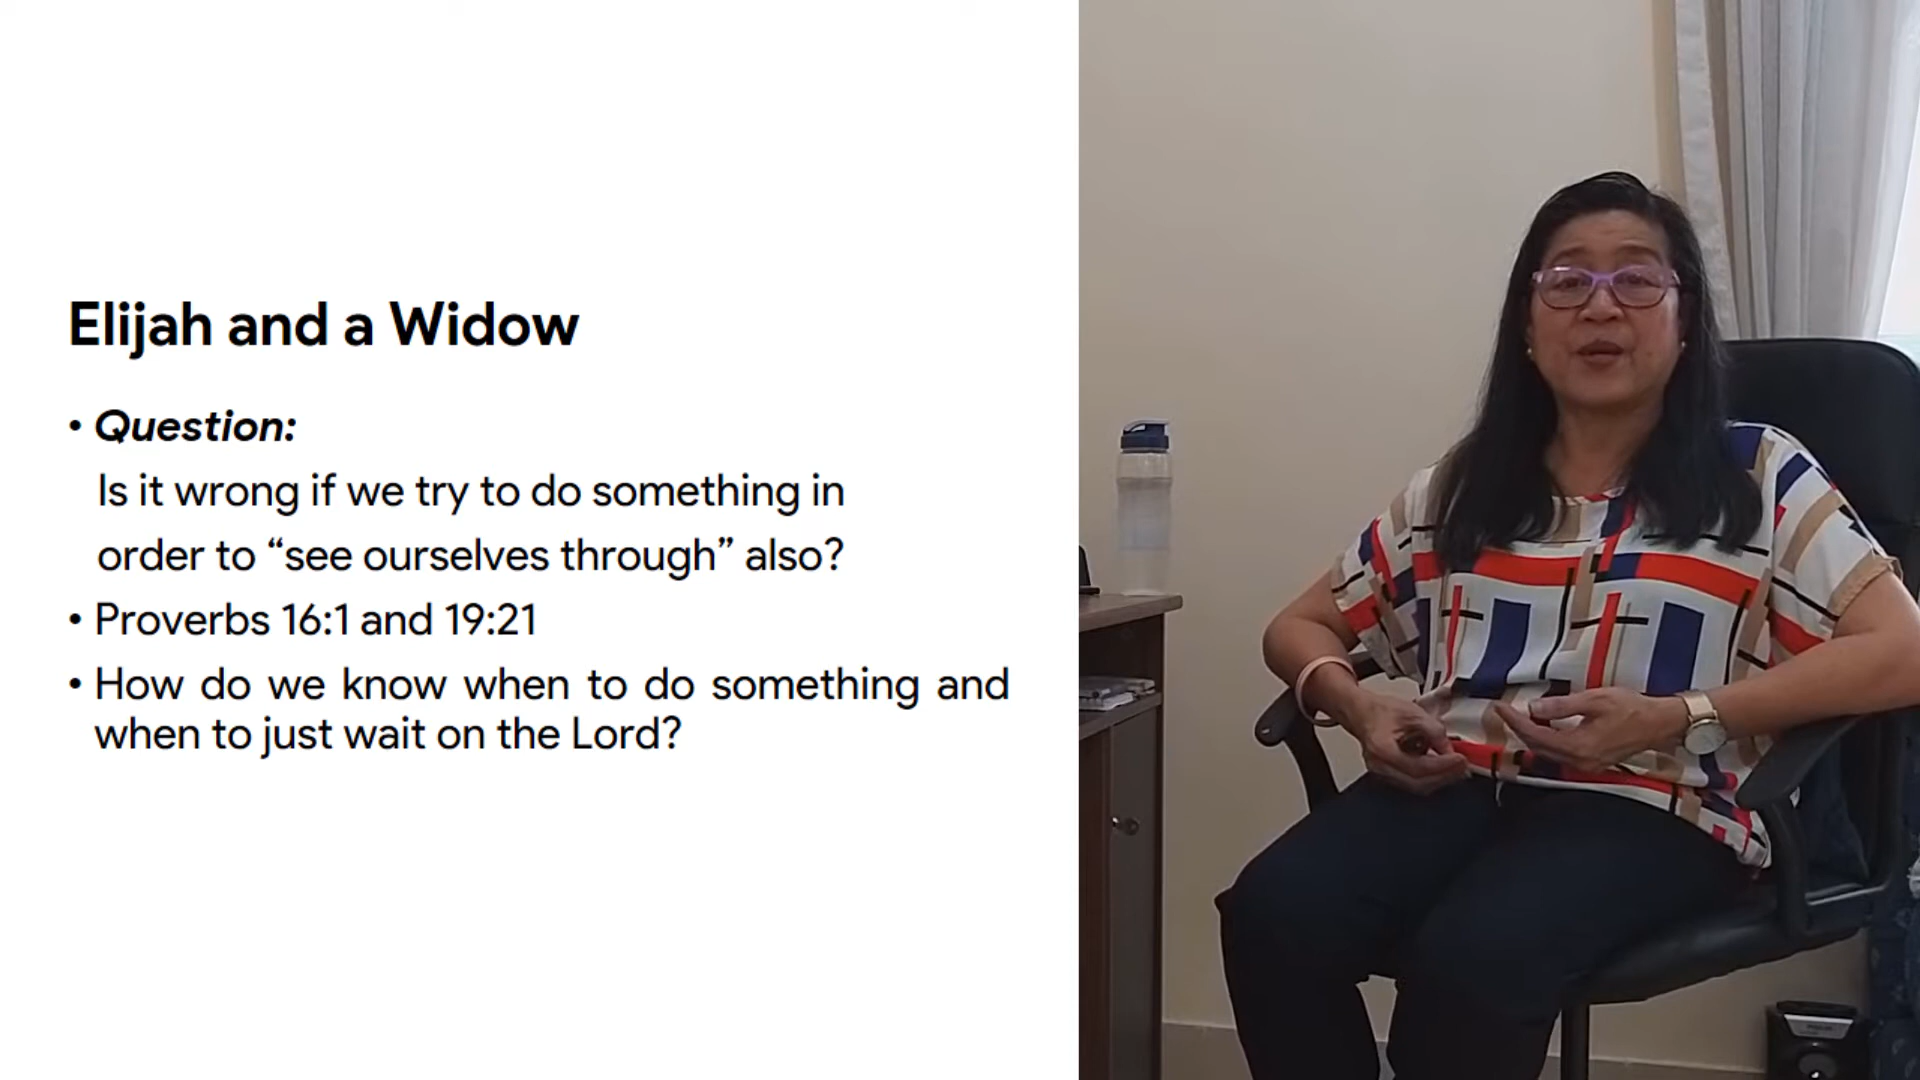 Elijah and a Widow
• Question:
Is it wrong if we try to do something in
order to “see ourselves through” also?
• Proverbs 16:1 and 19:21
• How do we know when to do something and
when to just wait on the Lord?